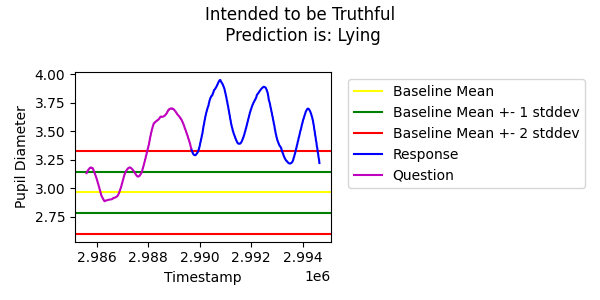 Intended to be Truthful
Prediction is: Lying
4.00
3.75
3.50
3.25
3.00
2.75
Pupil Diameter
2.986 2.988 2.990 2.992 2.994
Timestamp
1e6
Baseline Mean
Baseline Mean +- 1 stddev
Baseline Mean +- 2 stddev
Response
Question